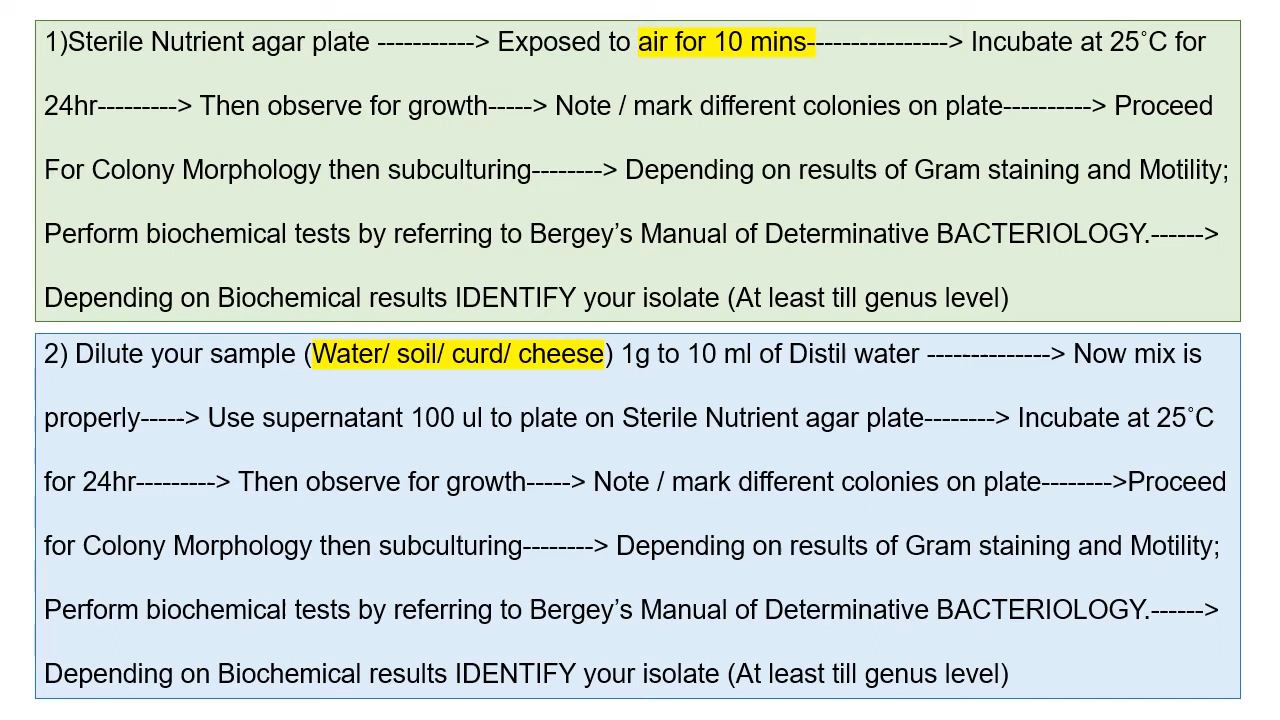 1)Sterile Nutrient agar plate -----------> Exposed to air for 10 mins----------------> Incubate at 25˚C for
24hr---------> Then observe for growth-----> Note / mark different colonies on plate----------> Proceed
For Colony Morphology then subculturing--------> Depending on results of Gram staining and Motility;
Perform biochemical tests by referring to Bergey’s Manual of Determinative BACTERIOLOGY.------>
Depending on Biochemical results IDENTIFY your isolate (At least till genus level)
2) Dilute your sample (Water/ soil/ curd/ cheese) 1g to 10 ml of Distil water --------------> Now mix is
properly-----> Use supernatant 100 ul to plate on Sterile Nutrient agar plate--------> Incubate at 25˚C
for 24hr---------> Then observe for growth-----> Note / mark different colonies on plate-------->Proceed
for Colony Morphology then subculturing--------> Depending on results of Gram staining and Motility;
Perform biochemical tests by referring to Bergey’s Manual of Determinative BACTERIOLOGY.------>
Depending on Biochemical results IDENTIFY your isolate (At least till genus level)